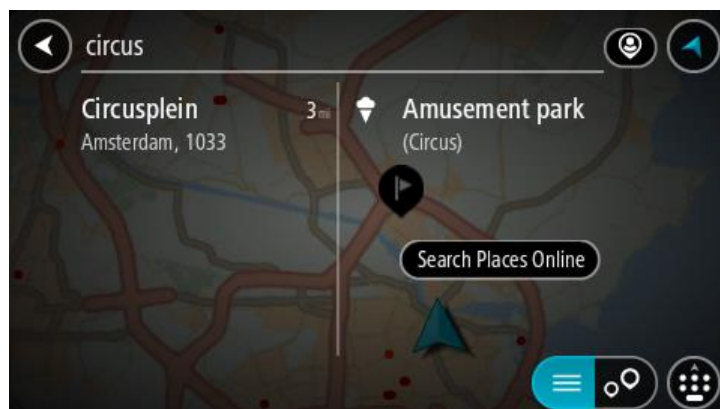 circus
Circusplein 3 mi
Amsterdam, 1033
Amusement park
(Circus)
Search Places Online